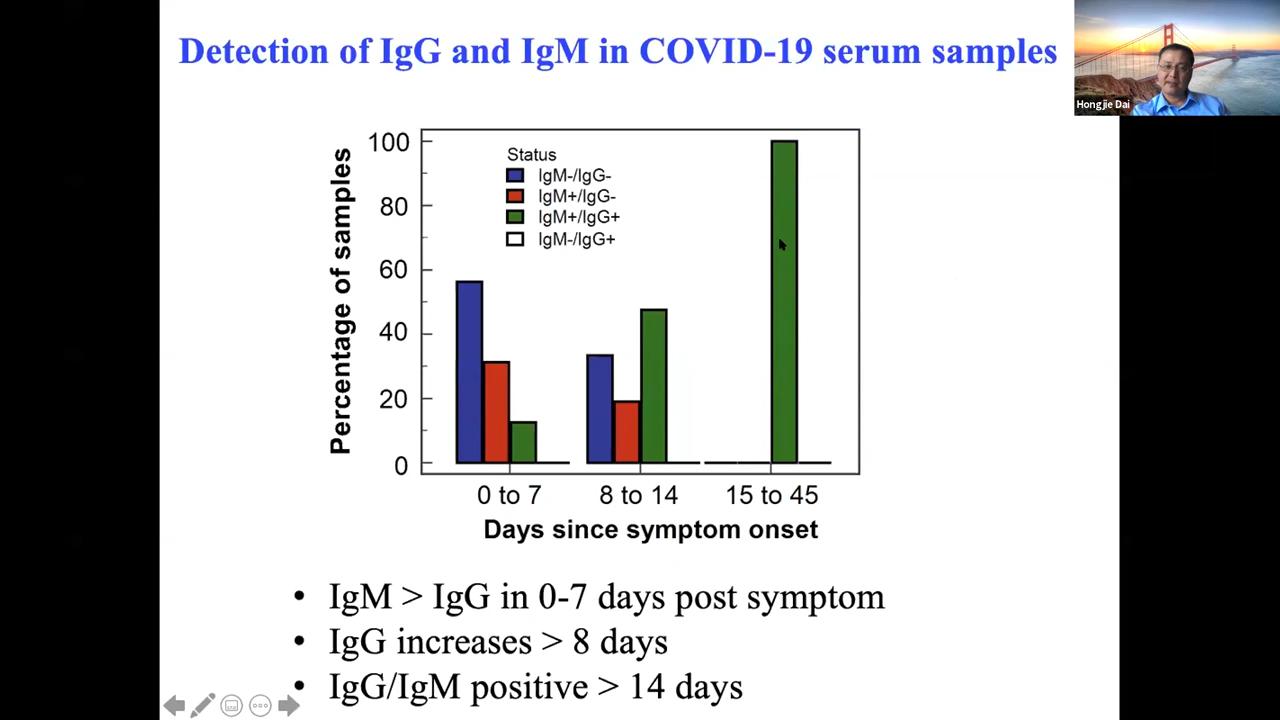 Detection of IgG and IgM in COVID-19 serum samples
Hongjie Dai
Percentage of samples
100
80
60
40
20
0
Status
IgM-/IgG-
IgM+/IgG-
IgM+/IgG+
IgM-/IgG+
0 to 7
8 to 14
15 to 45
Days since symptom onset
• IgM > IgG in 0-7 days post symptom
• IgG increases > 8 days
• IgG/IgM positive > 14 days